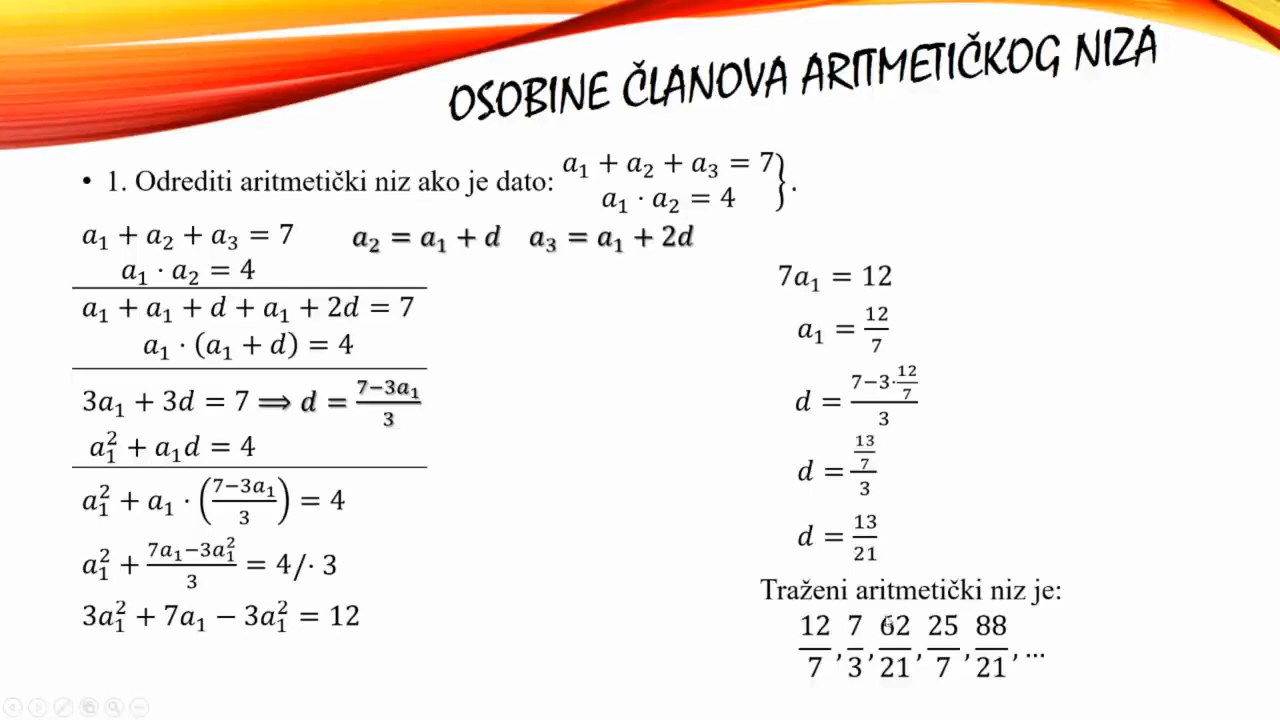 OSOBINE ČLANOVA ARITMETIČKOG NIZA
• 1. Odrediti aritmetički niz ako je dato: a₁ + a₂ + a₃ = 7
a₁ · a₂ = 4 } .
a₁ + a₂ + a₃ = 7 a₂ = a₁ + d a₃ = a₁ + 2d
a₁ · a₂ = 4
a₁ + a₁ + d + a₁ + 2d = 7
a₁ · (a₁ + d) = 4
3a₁ + 3d = 7 ⟹ d = (7−3a₁)/3
a₁² + a₁d = 4
a₁² + a₁ · ((7−3a₁)/3) = 4
a₁² + (7a₁−3a₁²)/3 = 4/· 3
3a₁² + 7a₁ − 3a₁² = 12
7a₁ = 12
a₁ = 12/7
d = (7−3·12/7)/3
d = (13/7)/3
d = 13/21
Traženi aritmetički niz je:
12/7, 7/3, 62/21, 25/7, 88/21, ...